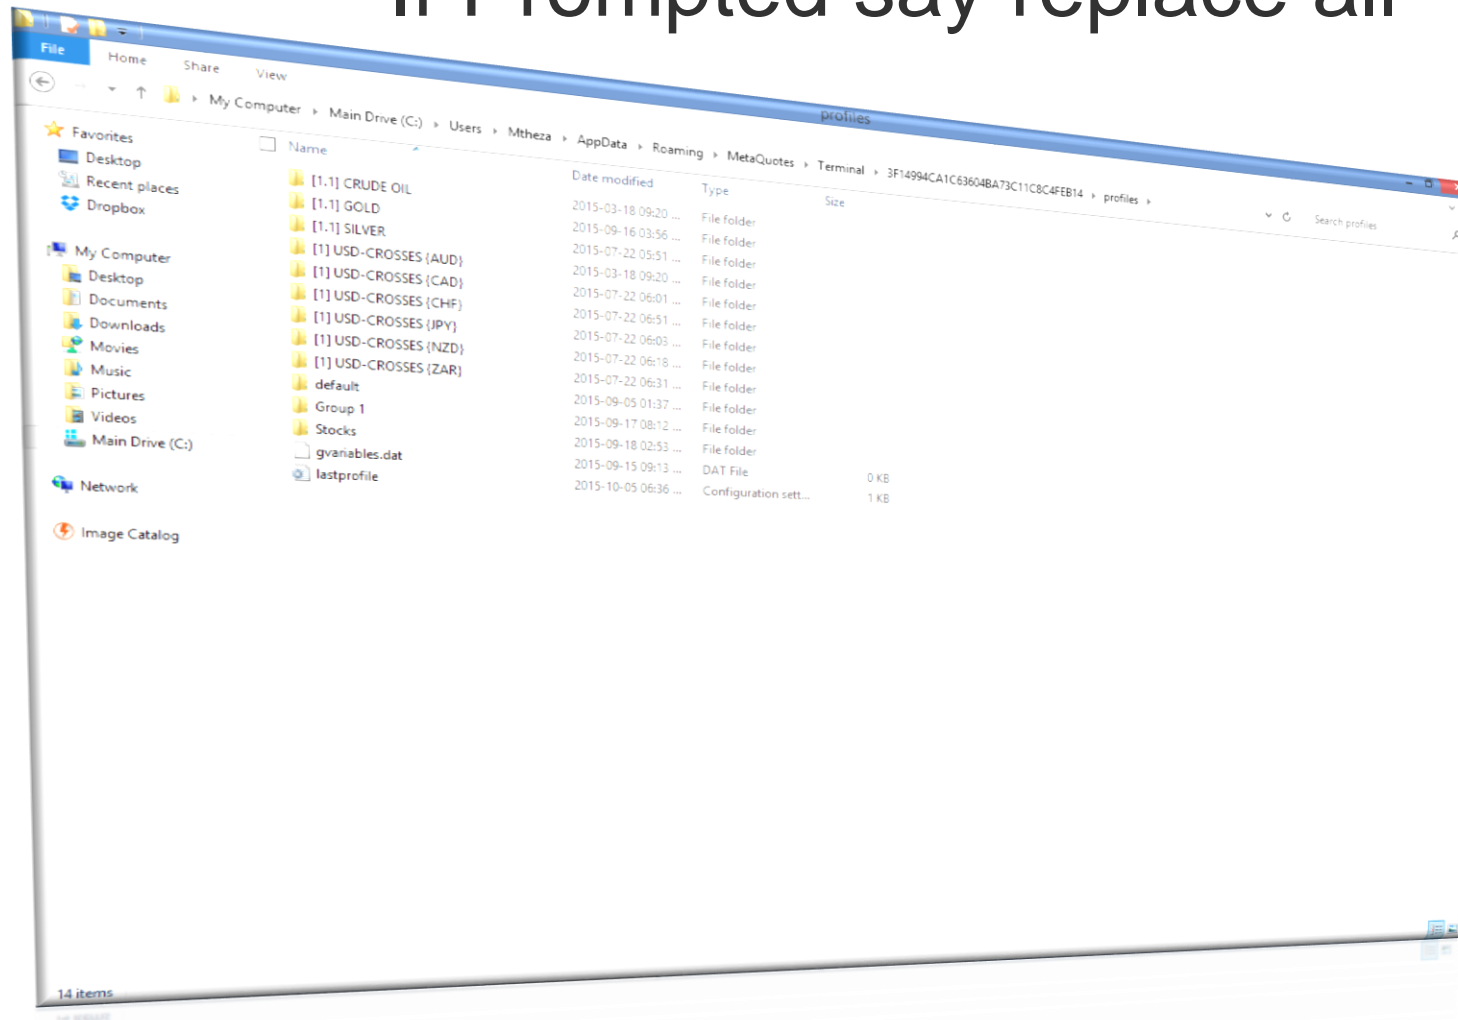 If Prompted say replace all
profiles
File Home Share View
My Computer Main Drive (C:) Users Mtheza AppData Roaming MetaQuotes Terminal 3F14994CA1C63604BA73C11C8C4FEB14 profiles
Search profiles
Favorites
Desktop
Recent places
Dropbox
My Computer
Desktop
Documents
Downloads
Movies
Music
Pictures
Videos
Main Drive (C:)
Network
Image Catalog
Name Date modified Type Size
[1.1] CRUDE OIL 2015-03-18 09:20 ... File folder
[1.1] GOLD 2015-09-16 03:56 ... File folder
[1.1] SILVER 2015-07-22 05:51 ... File folder
[1] USD-CROSSES {AUD} 2015-03-18 09:20 ... File folder
[1] USD-CROSSES {CAD} 2015-07-22 06:01 ... File folder
[1] USD-CROSSES {CHF} 2015-07-22 06:51 ... File folder
[1] USD-CROSSES {JPY} 2015-07-22 06:03 ... File folder
[1] USD-CROSSES {NZD} 2015-07-22 06:18 ... File folder
[1] USD-CROSSES {ZAR} 2015-07-22 06:31 ... File folder
default 2015-09-05 01:37 ... File folder
Group 1 2015-09-17 08:12 ... File folder
Stocks 2015-09-18 02:53 ... File folder
gvariables.dat 2015-09-15 09:13 ... DAT File 0 KB
lastprofile 2015-10-05 06:36 ... Configuration sett... 1 KB
14 items